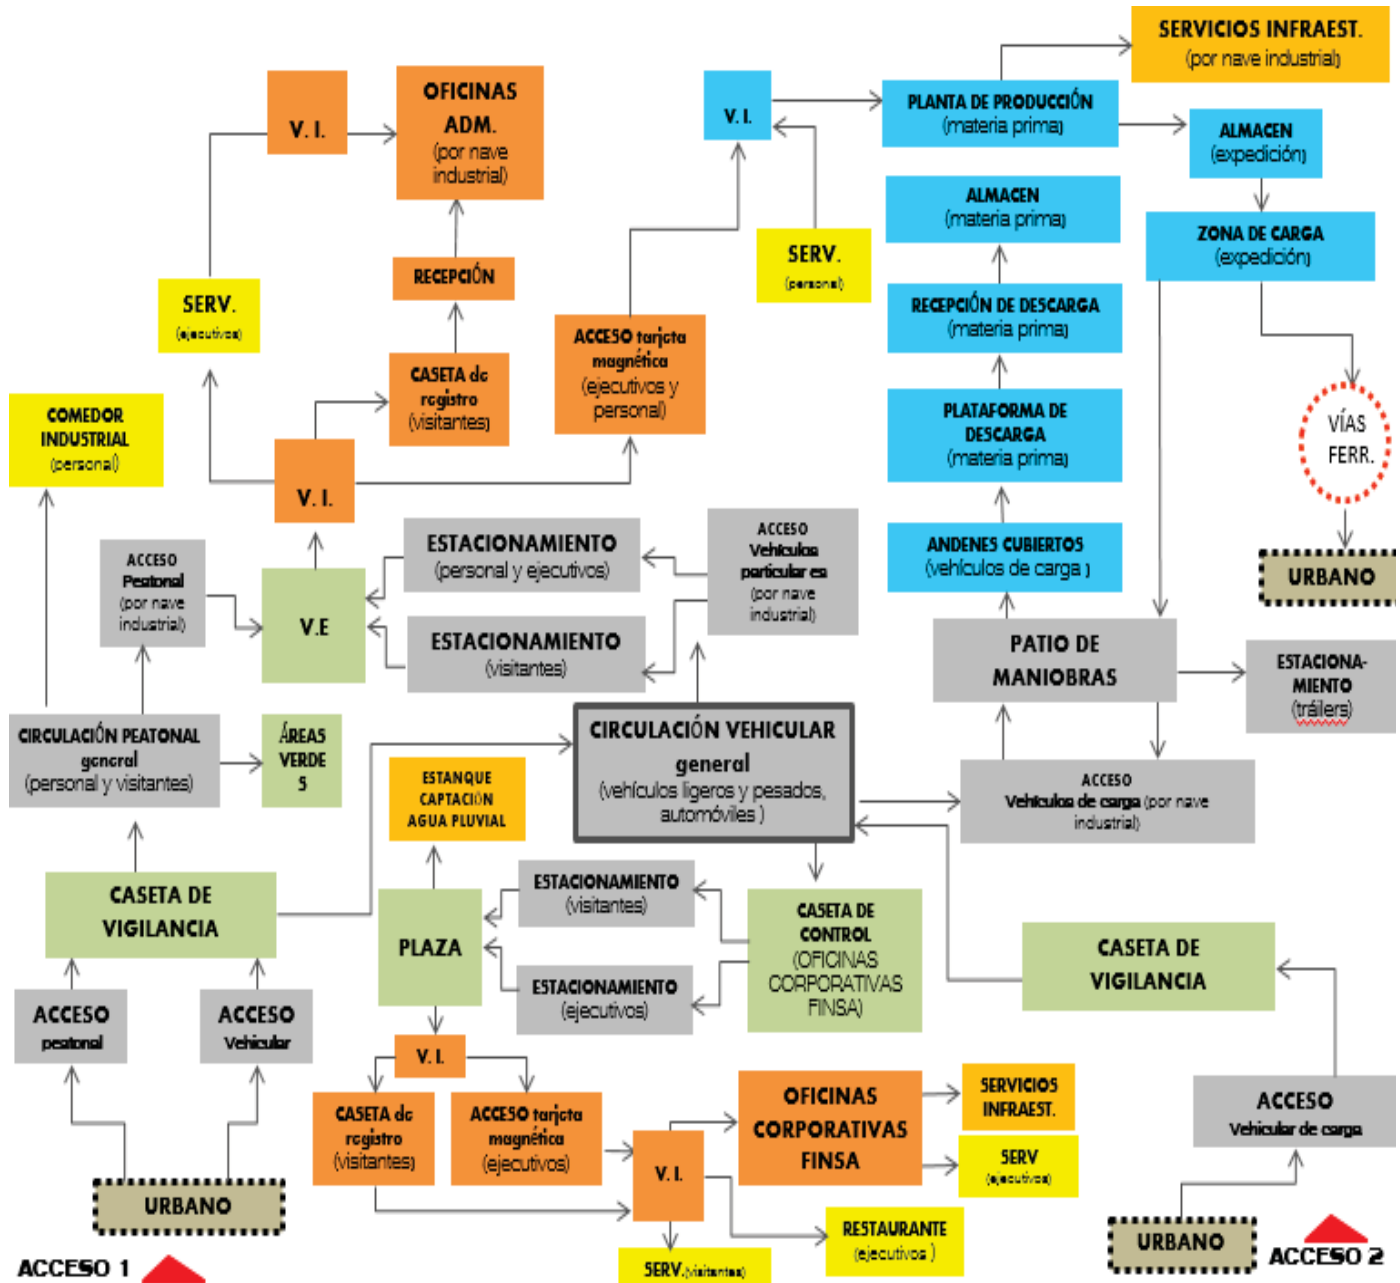 SERVICIOS INFRAEST.
(por nave industrial)
OFICINAS
ADM.
(por nave
industrial)
V. I.
V. I.
PLANTA DE PRODUCCIÓN
(materia prima)
ALMACEN
(expedición)
ALMACEN
(materia prima)
ZONA DE CARGA
(expedición)
SERV.
(personal)
RECEPCIÓN
SERV.
(ejecutivos)
RECEPCIÓN DE DESCARGA
(materia prima)
ACCESO tarjeta
magnética
(ejecutivos y
personal)
CASETA de
registro
(visitantes)
COMEDOR
INDUSTRIAL
(personal)
PLATAFORMA DE
DESCARGA
(materia prima)
VÍAS
FERR.
V. I.
ACCESO
Peatonal
(por nave
industrial)
ESTACIONAMIENTO
(personal y ejecutivos)
ACCESO
Vehículos
particular es
(por nave
industrial)
ANDENES CUBIERTOS
(vehículos de carga )
URBANO
V.E
ESTACIONAMIENTO
(visitantes)
PATIO DE
MANIOBRAS
ESTACIONA-
MIENTO
(tráilers)
CIRCULACIÓN PEATONAL
general
(personal y visitantes)
ÁREAS
VERDE
S
CIRCULACIÓN VEHICULAR
general
(vehículos ligeros y pesados,
automóviles )
ESTANQUE
CAPTACIÓN
AGUA PLUVIAL
ACCESO
Vehículos de carga (por nave
industrial)
CASETA DE
VIGILANCIA
ESTACIONAMIENTO
(visitantes)
PLAZA
CASETA DE
CONTROL
(OFICINAS
CORPORATIVAS
FINSA)
CASETA DE
VIGILANCIA
ESTACIONAMIENTO
(ejecutivos)
ACCESO
peatonal
ACCESO
Vehicular
V. I.
CASETA de
registro
(visitantes)
ACCESO tarjeta
magnética
(ejecutivos)
OFICINAS
CORPORATIVAS
FINSA
SERVICIOS
INFRAEST.
ACCESO
Vehicular de carga
SERV
(ejecutivos)
V. I.
URBANO
RESTAURANTE
(ejecutivos )
URBANO
SERV.(visitantes)
ACCESO 1
ACCESO 2